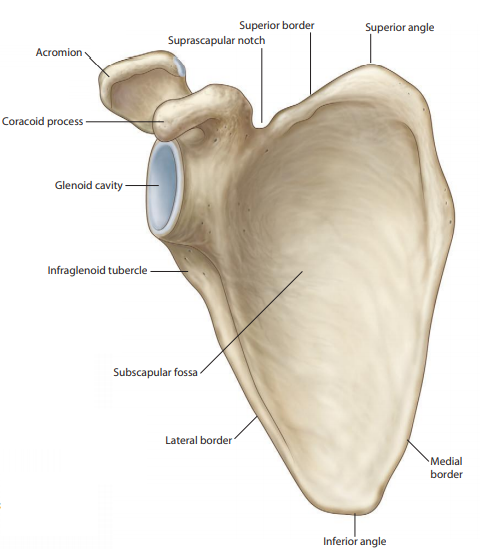 Superior border
Superior angle
Suprascapular notch
Acromion
Coracoid process
Glenoid cavity
Infraglenoid tubercle
Subscapular fossa
Lateral border
Medial
border
Inferior angle